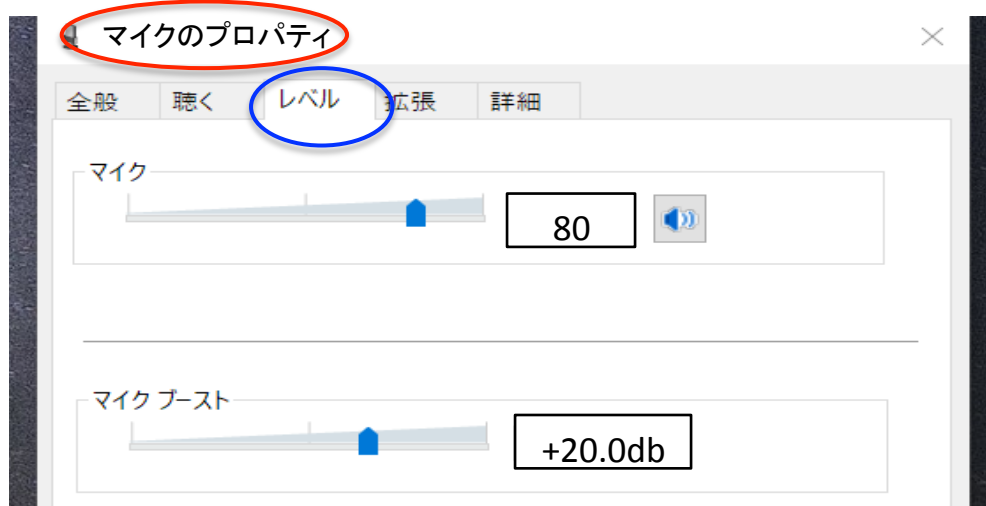 マイクのプロパティ
全般 聴く レベル 拡張 詳細
マイク
80
マイク ブースト
+20.0db